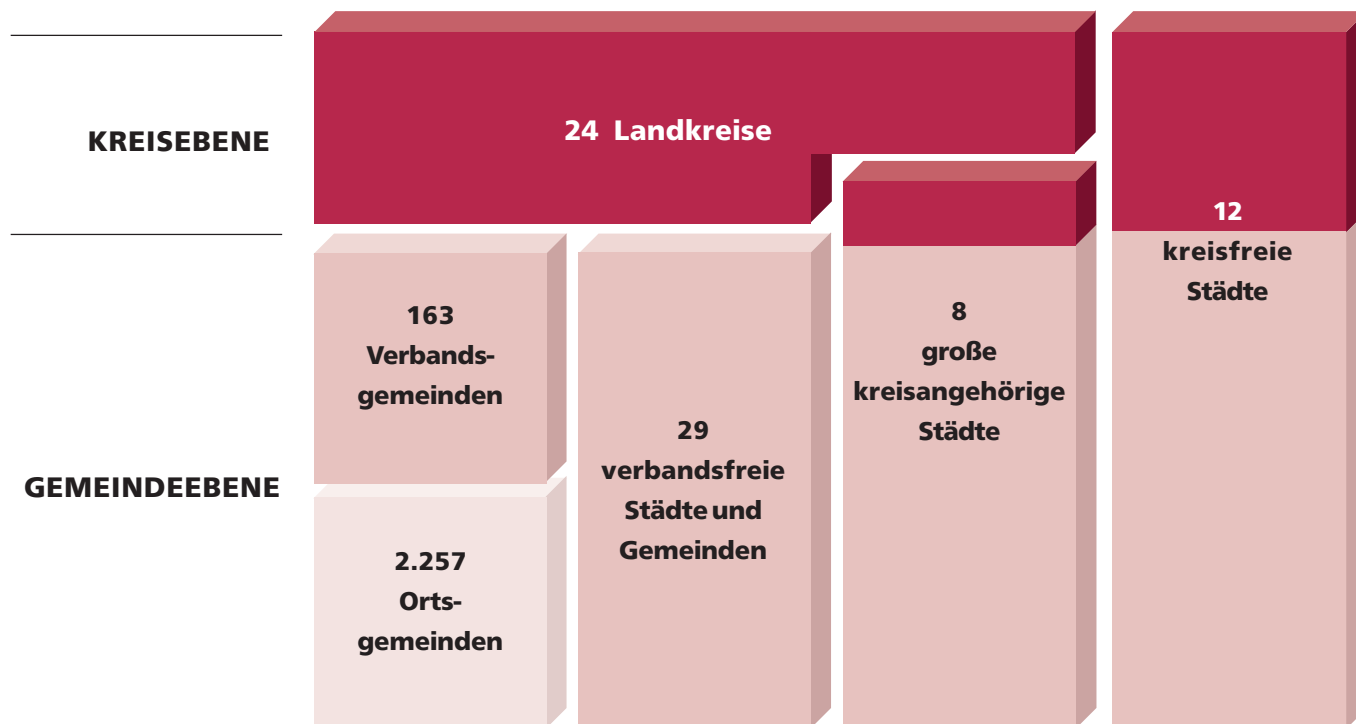 KREISEBENE
24 Landkreise
12
kreisfreie
Städte
163
Verbands-
gemeinden
8
große
kreisangehörige
Städte
29
verbandsfreie
Städte und
Gemeinden
GEMEINDEEBENE
2.257
Orts-
gemeinden